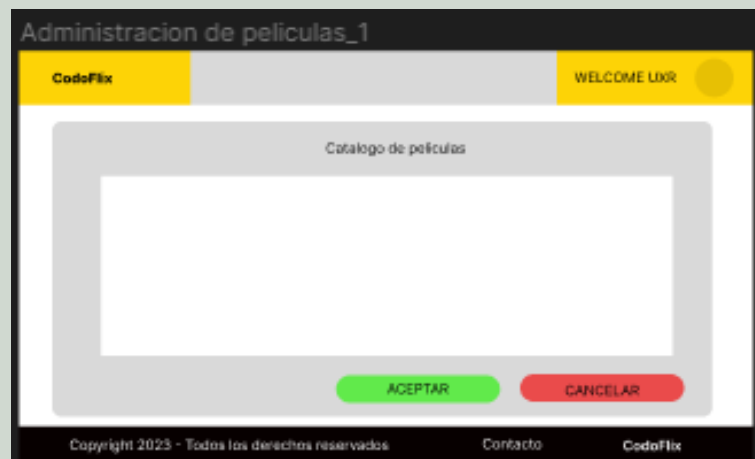 Administracion de peliculas_1
CodoFlix
WELCOME UXR
Catalogo de peliculas
ACEPTAR
CANCELAR
Copyright 2023 - Todos los derechos reservados
Contacto
CodoFlix